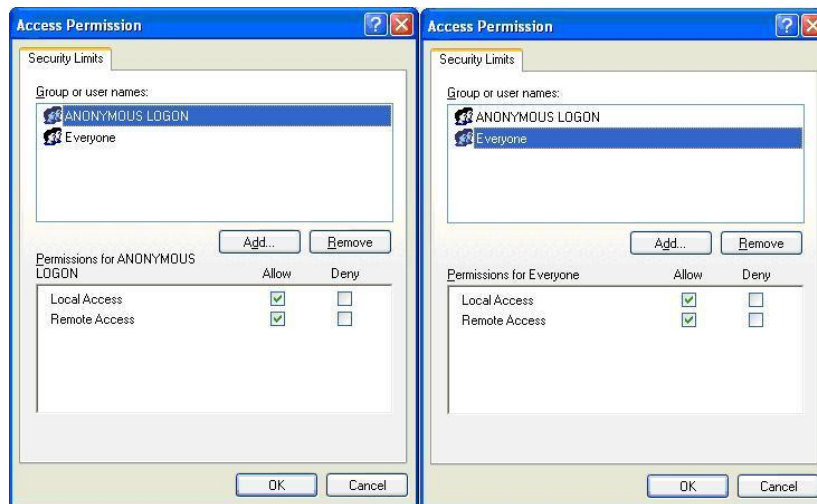 Access Permission
Security Limits
Group or user names:
ANONYMOUS LOGON
Everyone
Add... Remove
Permissions for ANONYMOUS
LOGON Allow Deny
Local Access
Remote Access
OK Cancel
Access Permission
Security Limits
Group or user names:
ANONYMOUS LOGON
Everyone
Add... Remove
Permissions for Everyone Allow Deny
Local Access
Remote Access
OK Cancel